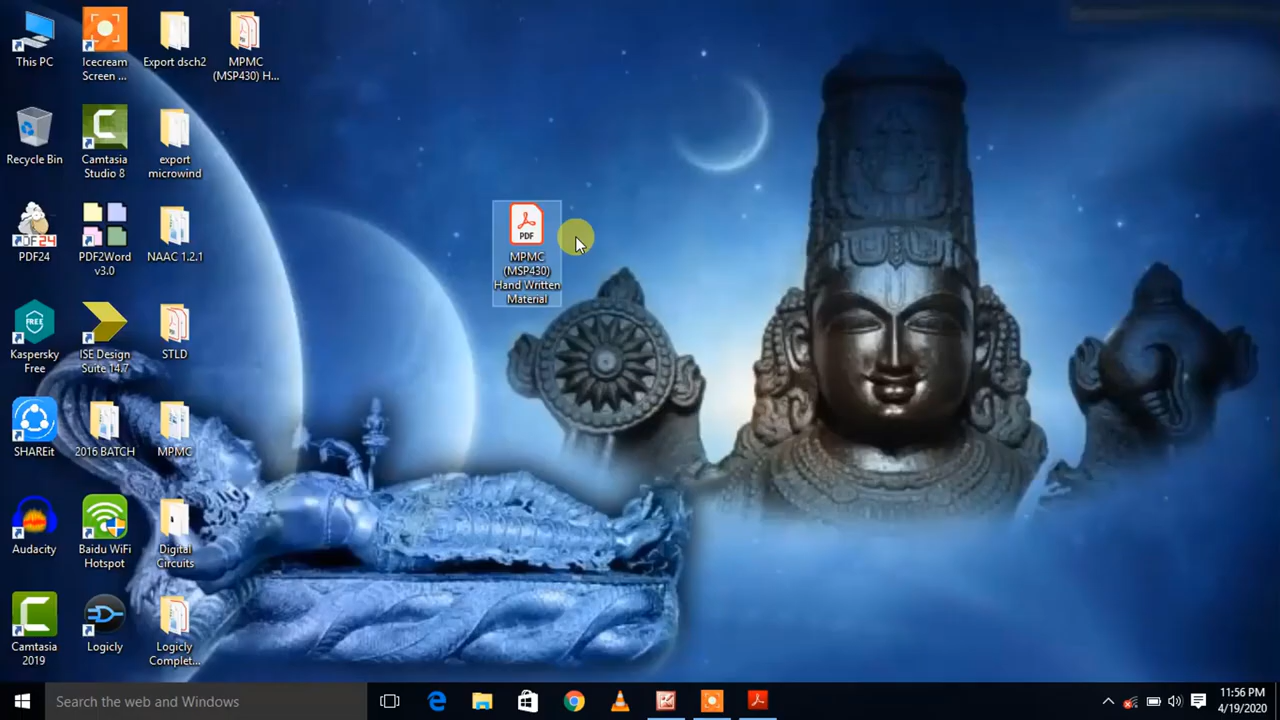 This PC
Icecream
Screen ...
Export dsch2
MPMC
(MSP430) H...
Recycle Bin
Camtasia
Studio 8
export
microwind
PDF24
PDF2Word
v3.0
NAAC 1.2.1
PDF
MPMC
(MSP430)
Hand Written
Material
FREE
Kaspersky
Free
ISE Design
Suite 14.7
STLD
SHAREit
2016 BATCH
MPMC
Audacity
Baidu WiFi
Hotspot
Digital
Circuits
Camtasia
2019
Logicly
Logicly
Complet...
Search the web and Windows
11:56 PM
4/19/2020